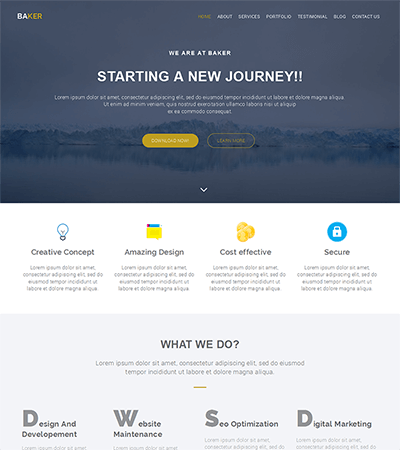 BAKER
HOME ABOUT SERVICES PORTFOLIO TESTIMONIAL BLOG CONTACT US
WE ARE AT BAKER
STARTING A NEW JOURNEY!!
Lorem ipsum dolor sit amet, consectetur adipiscing elit, sed do eiusmod tempor incididunt ut labore et dolore magna aliqua.
Ut enim ad minim veniam, quis nostrud exercitation ullamco laboris nisi ut aliquip
ex ea commodo consequat.
DOWNLOAD NOW! LEARN MORE
Creative Concept
Lorem ipsum dolor sit amet,
consectetur adipiscing elit, sed do
eiusmod tempor incididunt ut
labore et dolore magna aliqua.
Amazing Design
Lorem ipsum dolor sit amet,
consectetur adipiscing elit, sed do
eiusmod tempor incididunt ut
labore et dolore magna aliqua.
Cost effective
Lorem ipsum dolor sit amet,
consectetur adipiscing elit, sed do
eiusmod tempor incididunt ut
labore et dolore magna aliqua.
Secure
Lorem ipsum dolor sit amet,
consectetur adipiscing elit, sed do
eiusmod tempor incididunt ut
labore et dolore magna aliqua.
WHAT WE DO?
Lorem ipsum dolor sit amet, consectetur adipiscing elit, sed do eiusmod
tempor incididunt ut labore et dolore magna aliqua.
Design And
Developement
Lorem ipsum dolor sit amet,
Website
Maintenance
Lorem ipsum dolor sit amet,
Seo Optimization
Lorem ipsum dolor sit amet,
consectetur adipiscing elit, sed do
Digital Marketing
Lorem ipsum dolor sit amet,
consectetur adipiscing elit, sed do